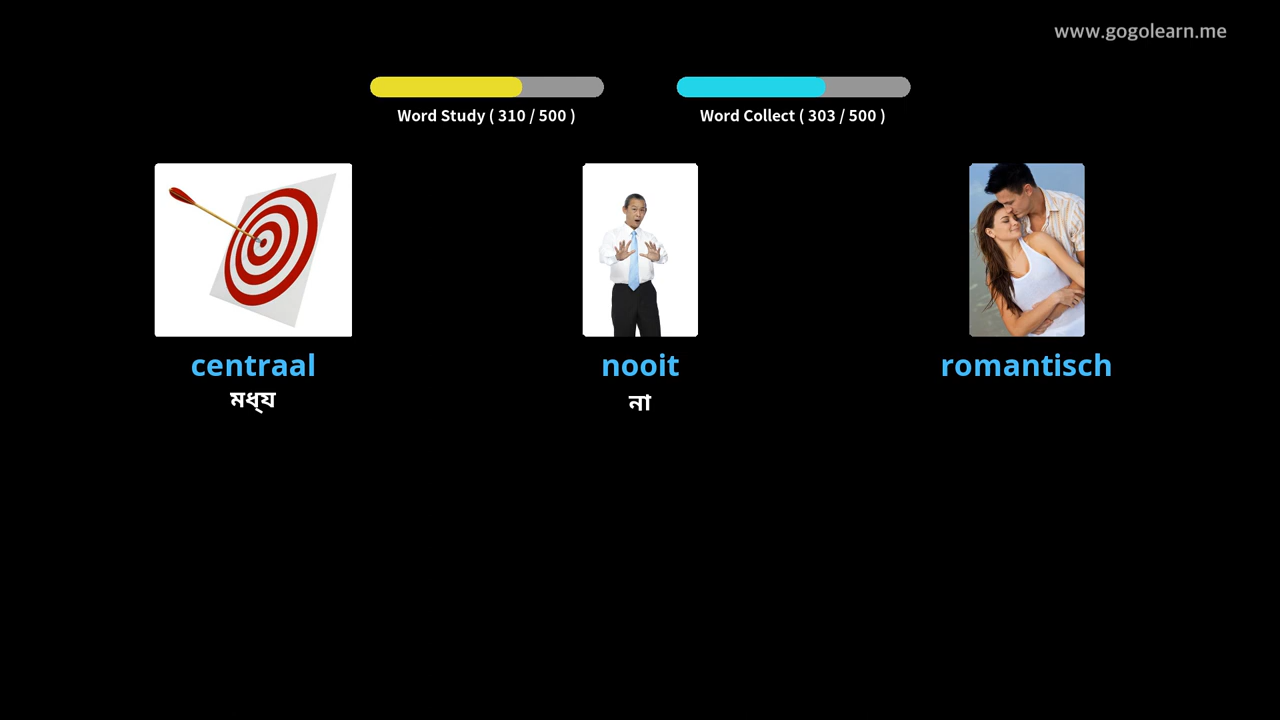 www.gogolearn.me
Word Study ( 310 / 500 )
Word Collect ( 303 / 500 )
centraal
nooit
romantisch
মধ্য
না